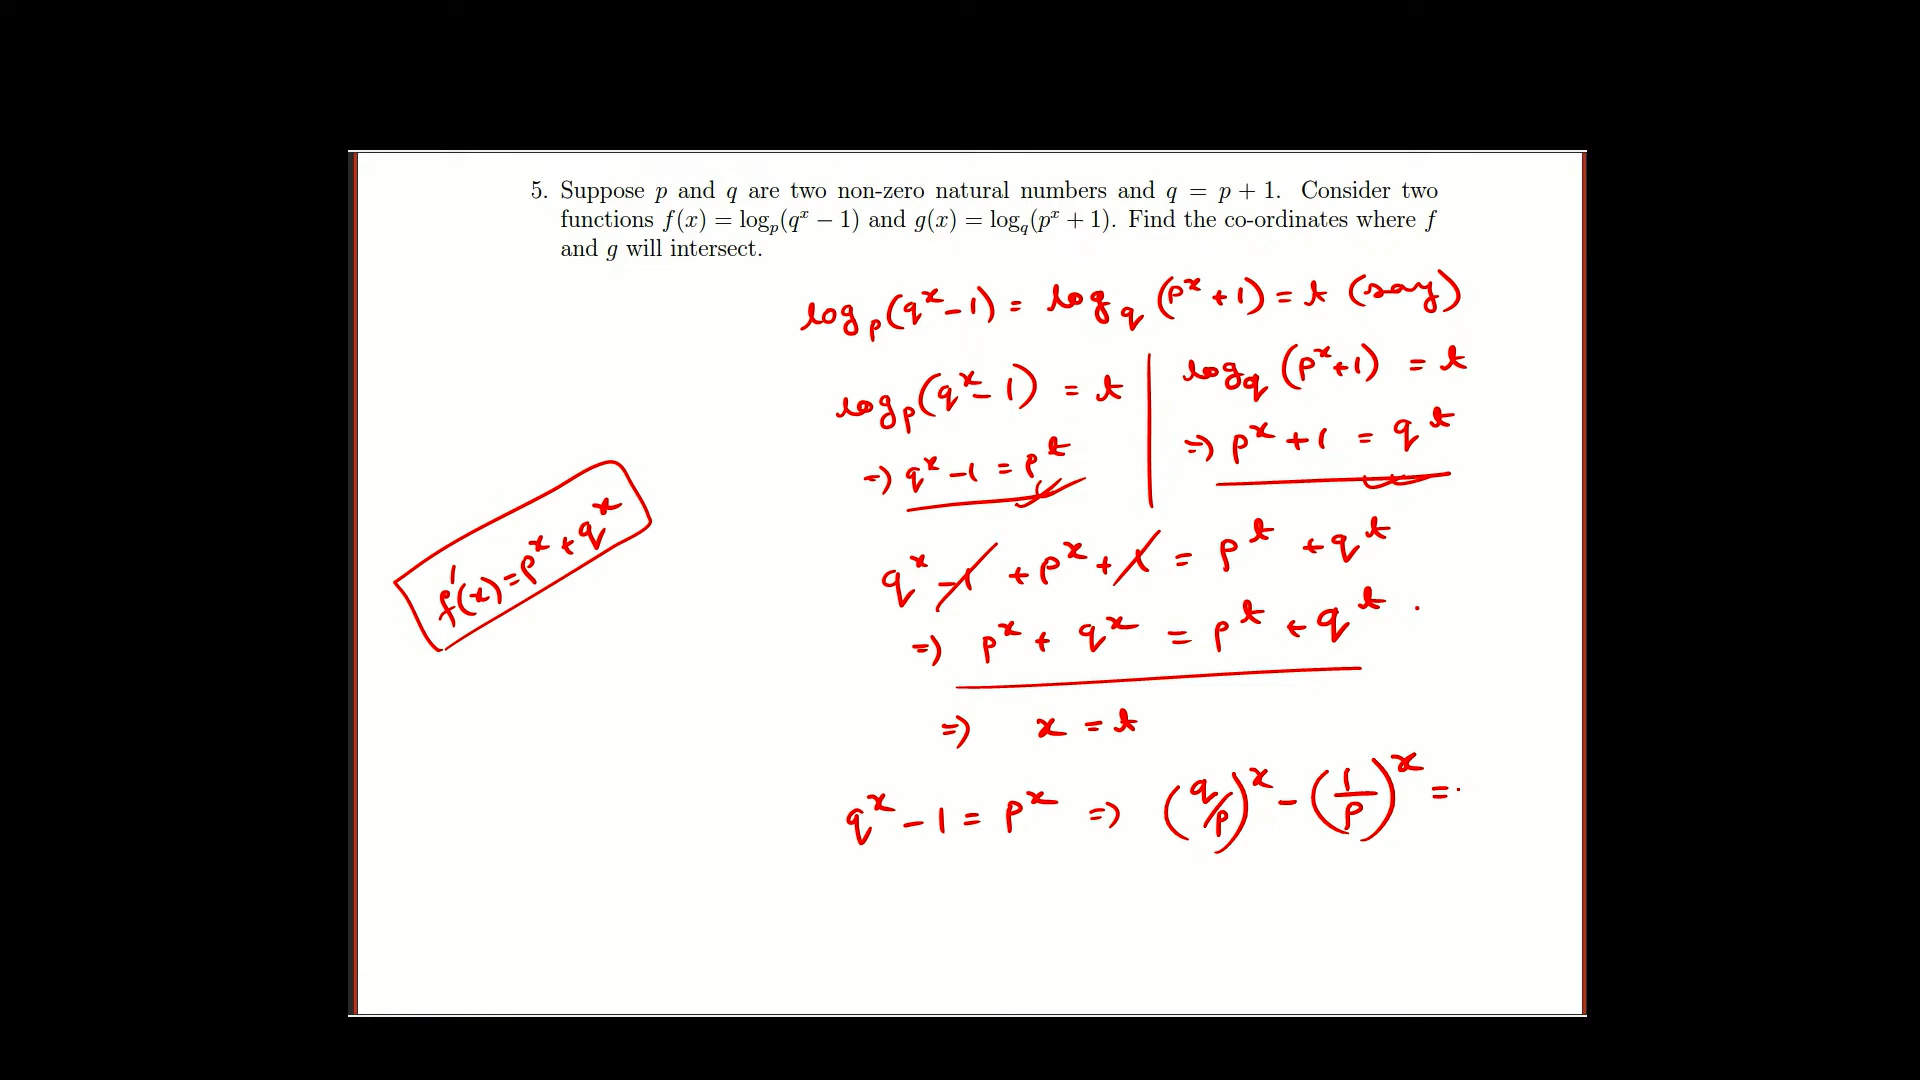 5. Suppose p and q are two non-zero natural numbers and q = p + 1. Consider two
functions f(x) = log_p(q^x − 1) and g(x) = log_q(p^x + 1). Find the co-ordinates where f
and g will intersect.
log_p(q^x − 1) = log_q(p^x + 1) = t (say)
log_p(q^x − 1) = t
⇒ q^x − 1 = p^t
log_q(p^x + 1) = t
⇒ p^x + 1 = q^t
q^x − 1 + p^x + 1 = p^t + q^t
⇒ p^x + q^x = p^t + q^t
f'(x) = p^x + q^x
⇒ x = t
q^x − 1 = p^x ⇒ (q/p)^x − (1/p)^x =